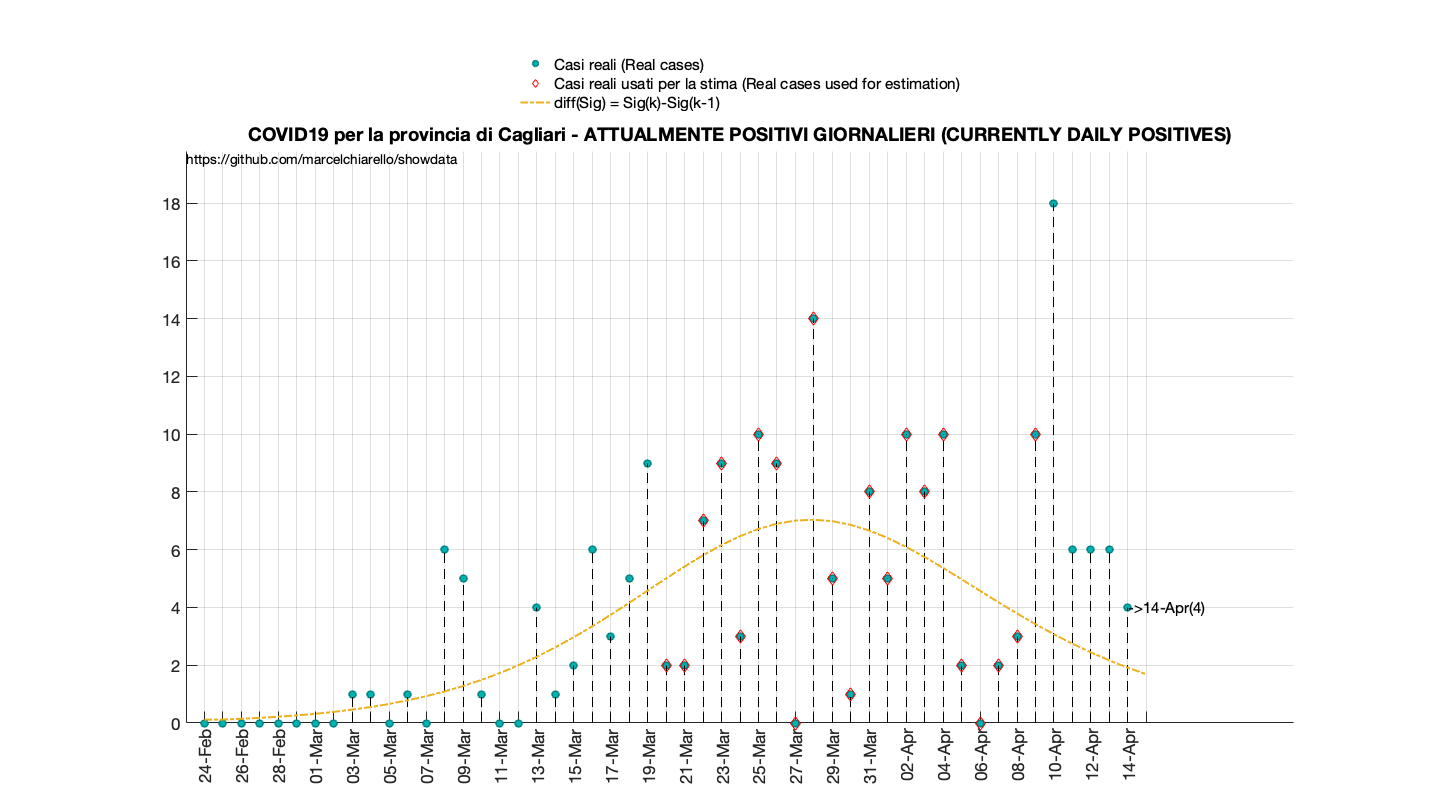 Casi reali (Real cases)
Casi reali usati per la stima (Real cases used for estimation)
diff(Sig) = Sig(k)-Sig(k-1)
COVID19 per la provincia di Cagliari - ATTUALMENTE POSITIVI GIORNALIERI (CURRENTLY DAILY POSITIVES)
https://github.com/marcelchiarello/showdata
18
16
14
12
10
8
6
4
2
0
>14-Apr(4)
24-Feb
26-Feb
28-Feb
01-Mar
03-Mar
05-Mar
07-Mar
09-Mar
11-Mar
13-Mar
15-Mar
17-Mar
19-Mar
21-Mar
23-Mar
25-Mar
27-Mar
29-Mar
31-Mar
02-Apr
04-Apr
06-Apr
08-Apr
10-Apr
12-Apr
14-Apr